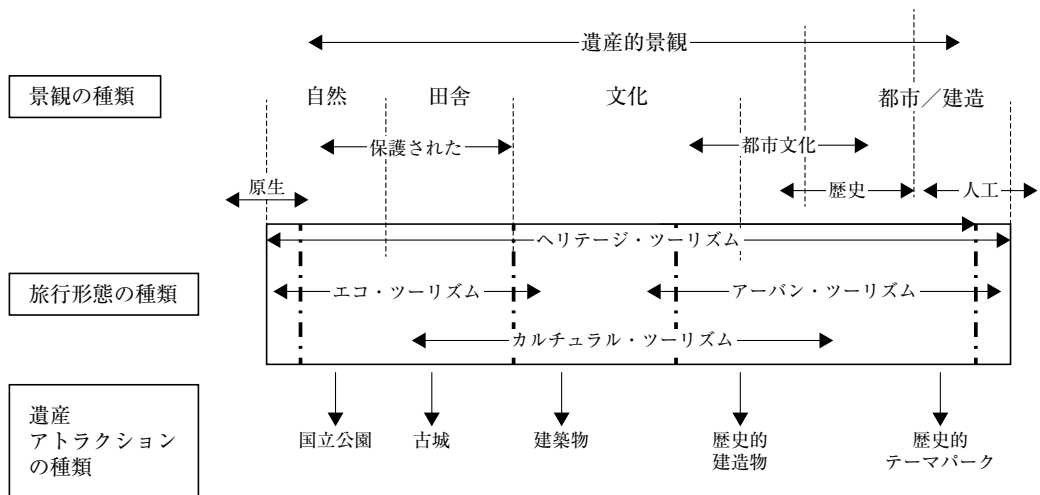 遺産的景観
景観の種類
自然
田舎
文化
都市／建造
保護された
都市文化
原生
歴史
人工
ヘリテージ・ツーリズム
旅行形態の種類
エコ・ツーリズム
アーバン・ツーリズム
カルチュラル・ツーリズム
遺産
アトラクション
の種類
国立公園
古城
建築物
歴史的
建造物
歴史的
テーマパーク